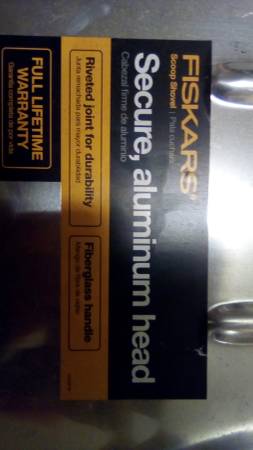 FISKARS®
Scoop Shovel | Pala cuchara
Secure, aluminum head
Cabezal firme de aluminio
Riveted joint for durability
Junta remachada para mayor durabilidad
Fiberglass handle
Mango de fibra de vidrio
FULL LIFETIME
WARRANTY
Garantía completa de por vida